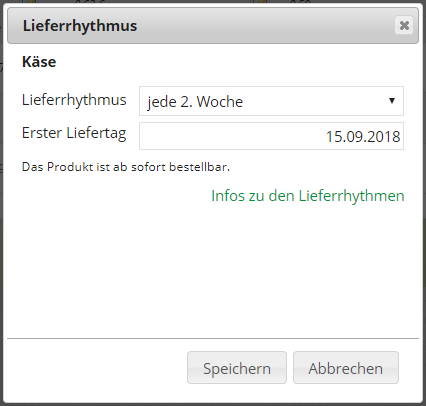 Lieferrhythmus
Käse
Lieferrhythmus jede 2. Woche
Erster Liefertag 15.09.2018
Das Produkt ist ab sofort bestellbar.
Infos zu den Lieferrhythmen
Speichern Abbrechen